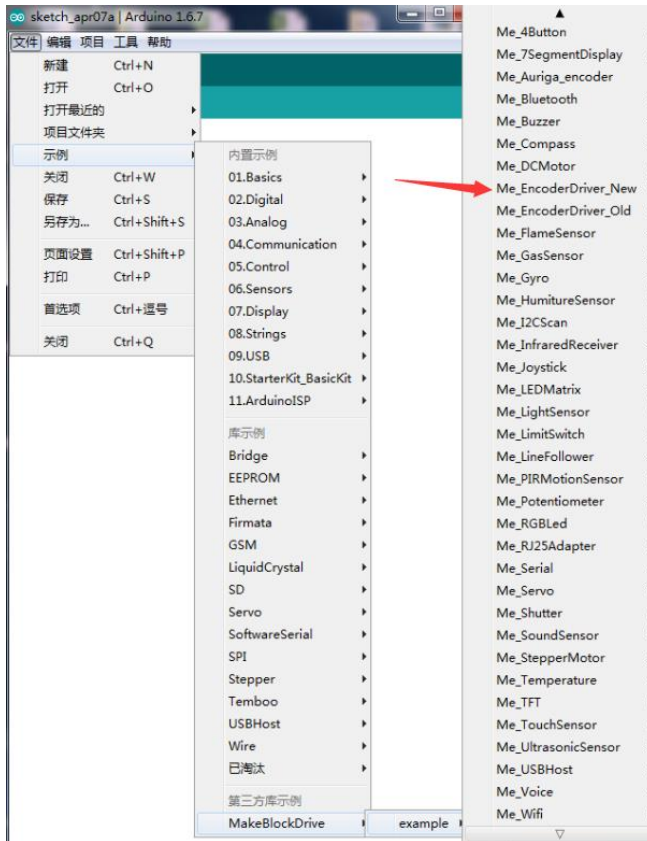 sketch_apr07a | Arduino 1.6.7
文件 编辑 项目 工具 帮助
新建 Ctrl+N
打开 Ctrl+O
打开最近的
项目文件夹
示例
关闭 Ctrl+W
保存 Ctrl+S
另存为... Ctrl+Shift+S
页面设置 Ctrl+Shift+P
打印 Ctrl+P
首选项 Ctrl+逗号
关闭 Ctrl+Q
内置示例
01.Basics
02.Digital
03.Analog
04.Communication
05.Control
06.Sensors
07.Display
08.Strings
09.USB
10.StarterKit_BasicKit
11.ArduinoISP
库示例
Bridge
EEPROM
Ethernet
Firmata
GSM
LiquidCrystal
SD
Servo
SoftwareSerial
SPI
Stepper
Temboo
USBHost
Wire
已淘汰
第三方库示例
MakeBlockDrive
example
Me_4Button
Me_7SegmentDisplay
Me_Auriga_encoder
Me_Bluetooth
Me_Buzzer
Me_Compass
Me_DCMotor
Me_EncoderDriver_New
Me_EncoderDriver_Old
Me_FlameSensor
Me_GasSensor
Me_Gyro
Me_HumitureSensor
Me_I2CScan
Me_InfraredReceiver
Me_Joystick
Me_LEDMatrix
Me_LightSensor
Me_LimitSwitch
Me_LineFollower
Me_PIRMotionSensor
Me_Potentiometer
Me_RGBLed
Me_RJ25Adapter
Me_Serial
Me_Servo
Me_Shutter
Me_SoundSensor
Me_StepperMotor
Me_Temperature
Me_TFT
Me_TouchSensor
Me_UltrasonicSensor
Me_USBHost
Me_Voice
Me_Wifi